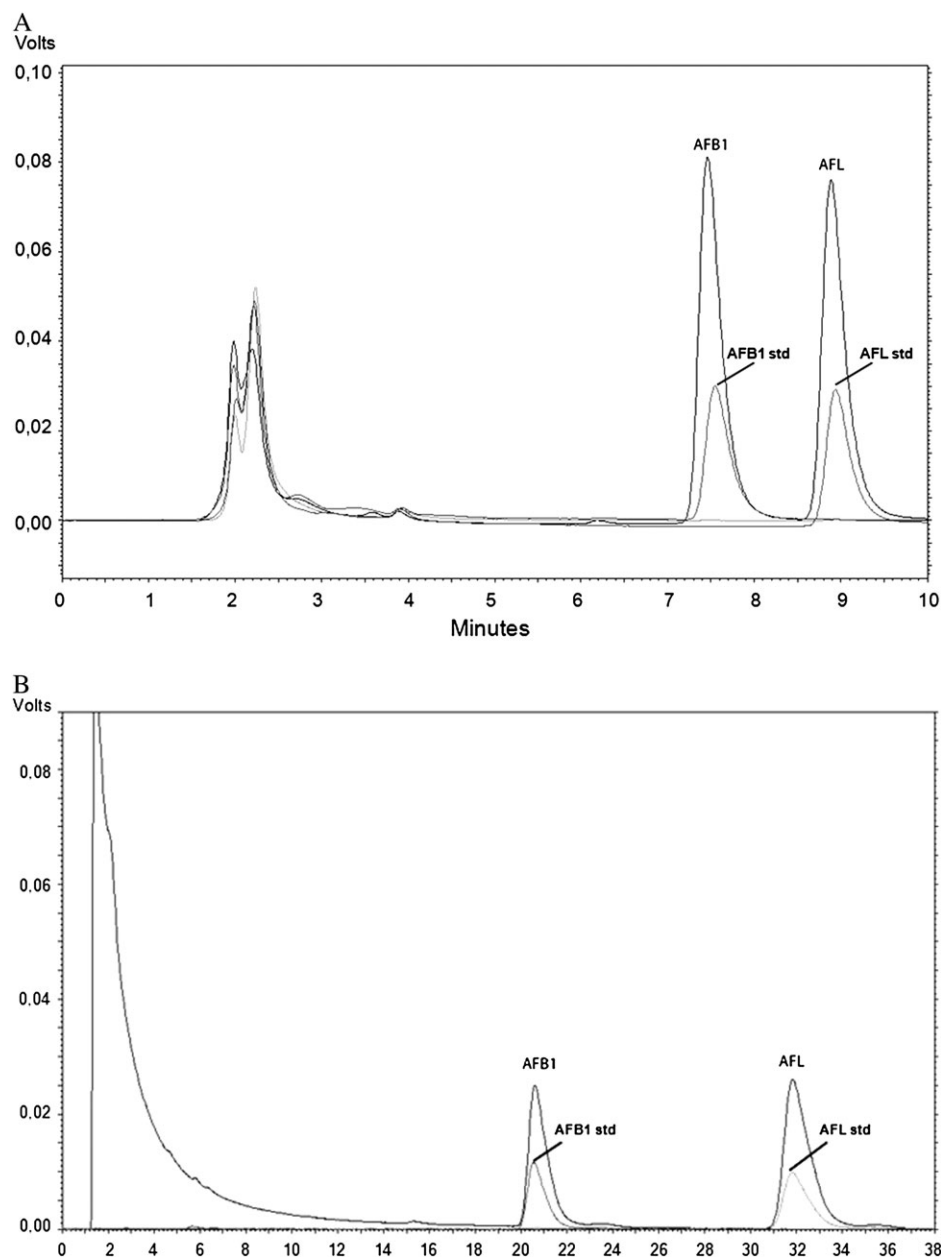 A
Volts
0,10
0,08
0,06
0,04
0,02
0,00
AFB1
AFL
AFB1 std
AFL std
0 1 2 3 4 5 6 7 8 9 10
Minutes
B
Volts
0.08
0.06
0.04
0.02
0.00
AFB1
AFL
AFB1 std
AFL std
0 2 4 6 8 10 12 14 16 18 20 22 24 26 28 30 32 34 36 38